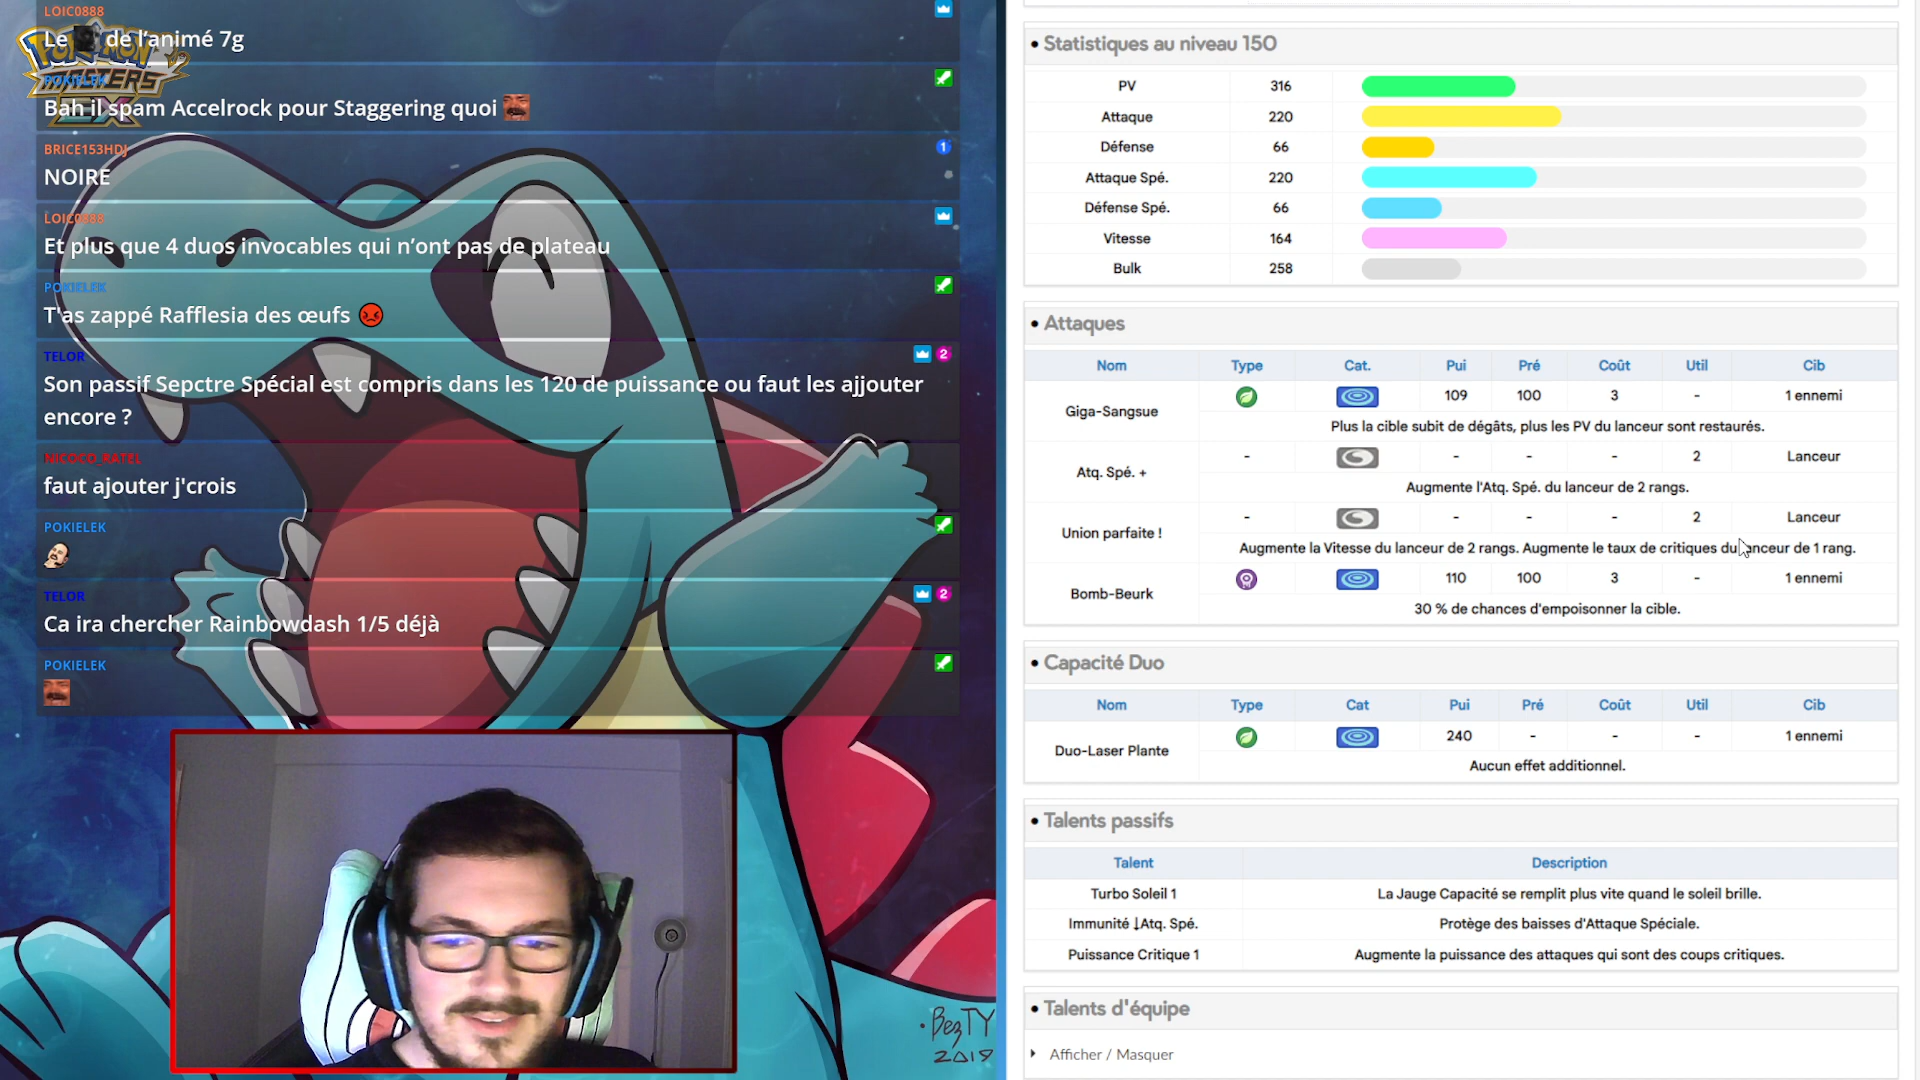 LOIC0888
Le de l'animé 7g
POKIELEK
Bah il spam Accelrock pour Staggering quoi
BRICE153HDJ
1
NOIRE
LOIC0888
Et plus que 4 duos invocables qui n'ont pas de plateau
POKIELEK
T'as zappé Rafflesia des œufs
TELOR
2
Son passif Sepctre Spécial est compris dans les 120 de puissance ou faut les ajjouter
encore ?
NICOCO_RATEL
faut ajouter j'crois
POKIELEK
TELOR
2
Ca ira chercher Rainbowdash 1/5 déjà
POKIELEK
POKÉMON
MASTERS
EX
BezTY
2019
• Statistiques au niveau 150
PV 316
Attaque 220
Défense 66
Attaque Spé. 220
Défense Spé. 66
Vitesse 164
Bulk 258
• Attaques
Nom Type Cat. Pui Pré Coût Util Cib
Giga-Sangsue 109 100 3 - 1 ennemi
Plus la cible subit de dégâts, plus les PV du lanceur sont restaurés.
Atq. Spé. + - - - - 2 Lanceur
Augmente l'Atq. Spé. du lanceur de 2 rangs.
Union parfaite ! - - - - 2 Lanceur
Augmente la Vitesse du lanceur de 2 rangs. Augmente le taux de critiques du lanceur de 1 rang.
Bomb-Beurk 110 100 3 - 1 ennemi
30 % de chances d'empoisonner la cible.
• Capacité Duo
Nom Type Cat Pui Pré Coût Util Cib
Duo-Laser Plante 240 - - - 1 ennemi
Aucun effet additionnel.
• Talents passifs
Talent Description
Turbo Soleil 1 La Jauge Capacité se remplit plus vite quand le soleil brille.
Immunité ↓Atq. Spé. Protège des baisses d'Attaque Spéciale.
Puissance Critique 1 Augmente la puissance des attaques qui sont des coups critiques.
• Talents d'équipe
Afficher / Masquer